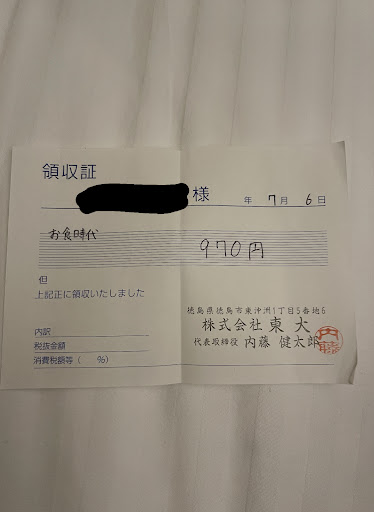 領収証
様 年 7月 6日
お食時代
970円
但
上記正に領収いたしました
徳島県徳島市東沖洲1丁目5番地6
株式会社 東大
代表取締役 内藤 健太郎
内藤
内訳
税抜金額
消費税額等( %)